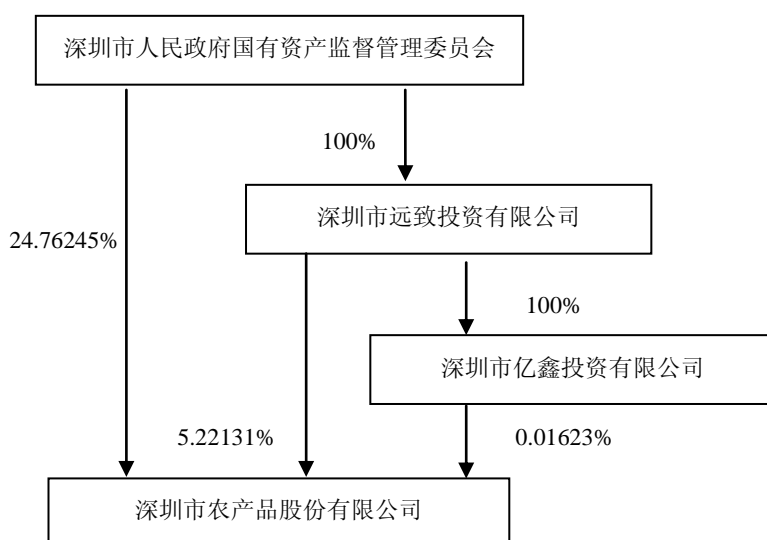 深圳市人民政府国有资产监督管理委员会
100%
深圳市远致投资有限公司
24.76245%
100%
深圳市亿鑫投资有限公司
5.22131%
0.01623%
深圳市农产品股份有限公司